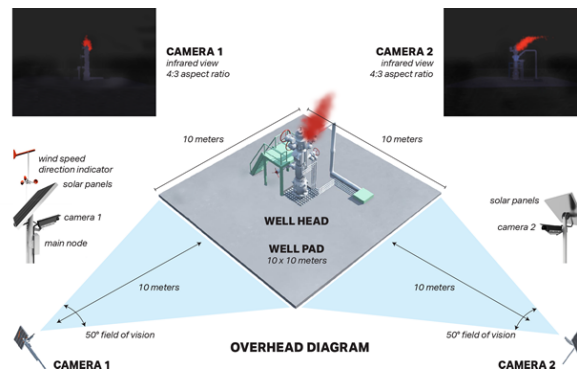 CAMERA 1
infrared view
4:3 aspect ratio
CAMERA 2
infrared view
4:3 aspect ratio
10 meters
10 meters
wind speed
direction indicator
solar panels
camera 1
main node
solar panels
camera 2
WELL HEAD
WELL PAD
10 x 10 meters
10 meters
10 meters
50° field of vision
50° field of vision
CAMERA 1
OVERHEAD DIAGRAM
CAMERA 2